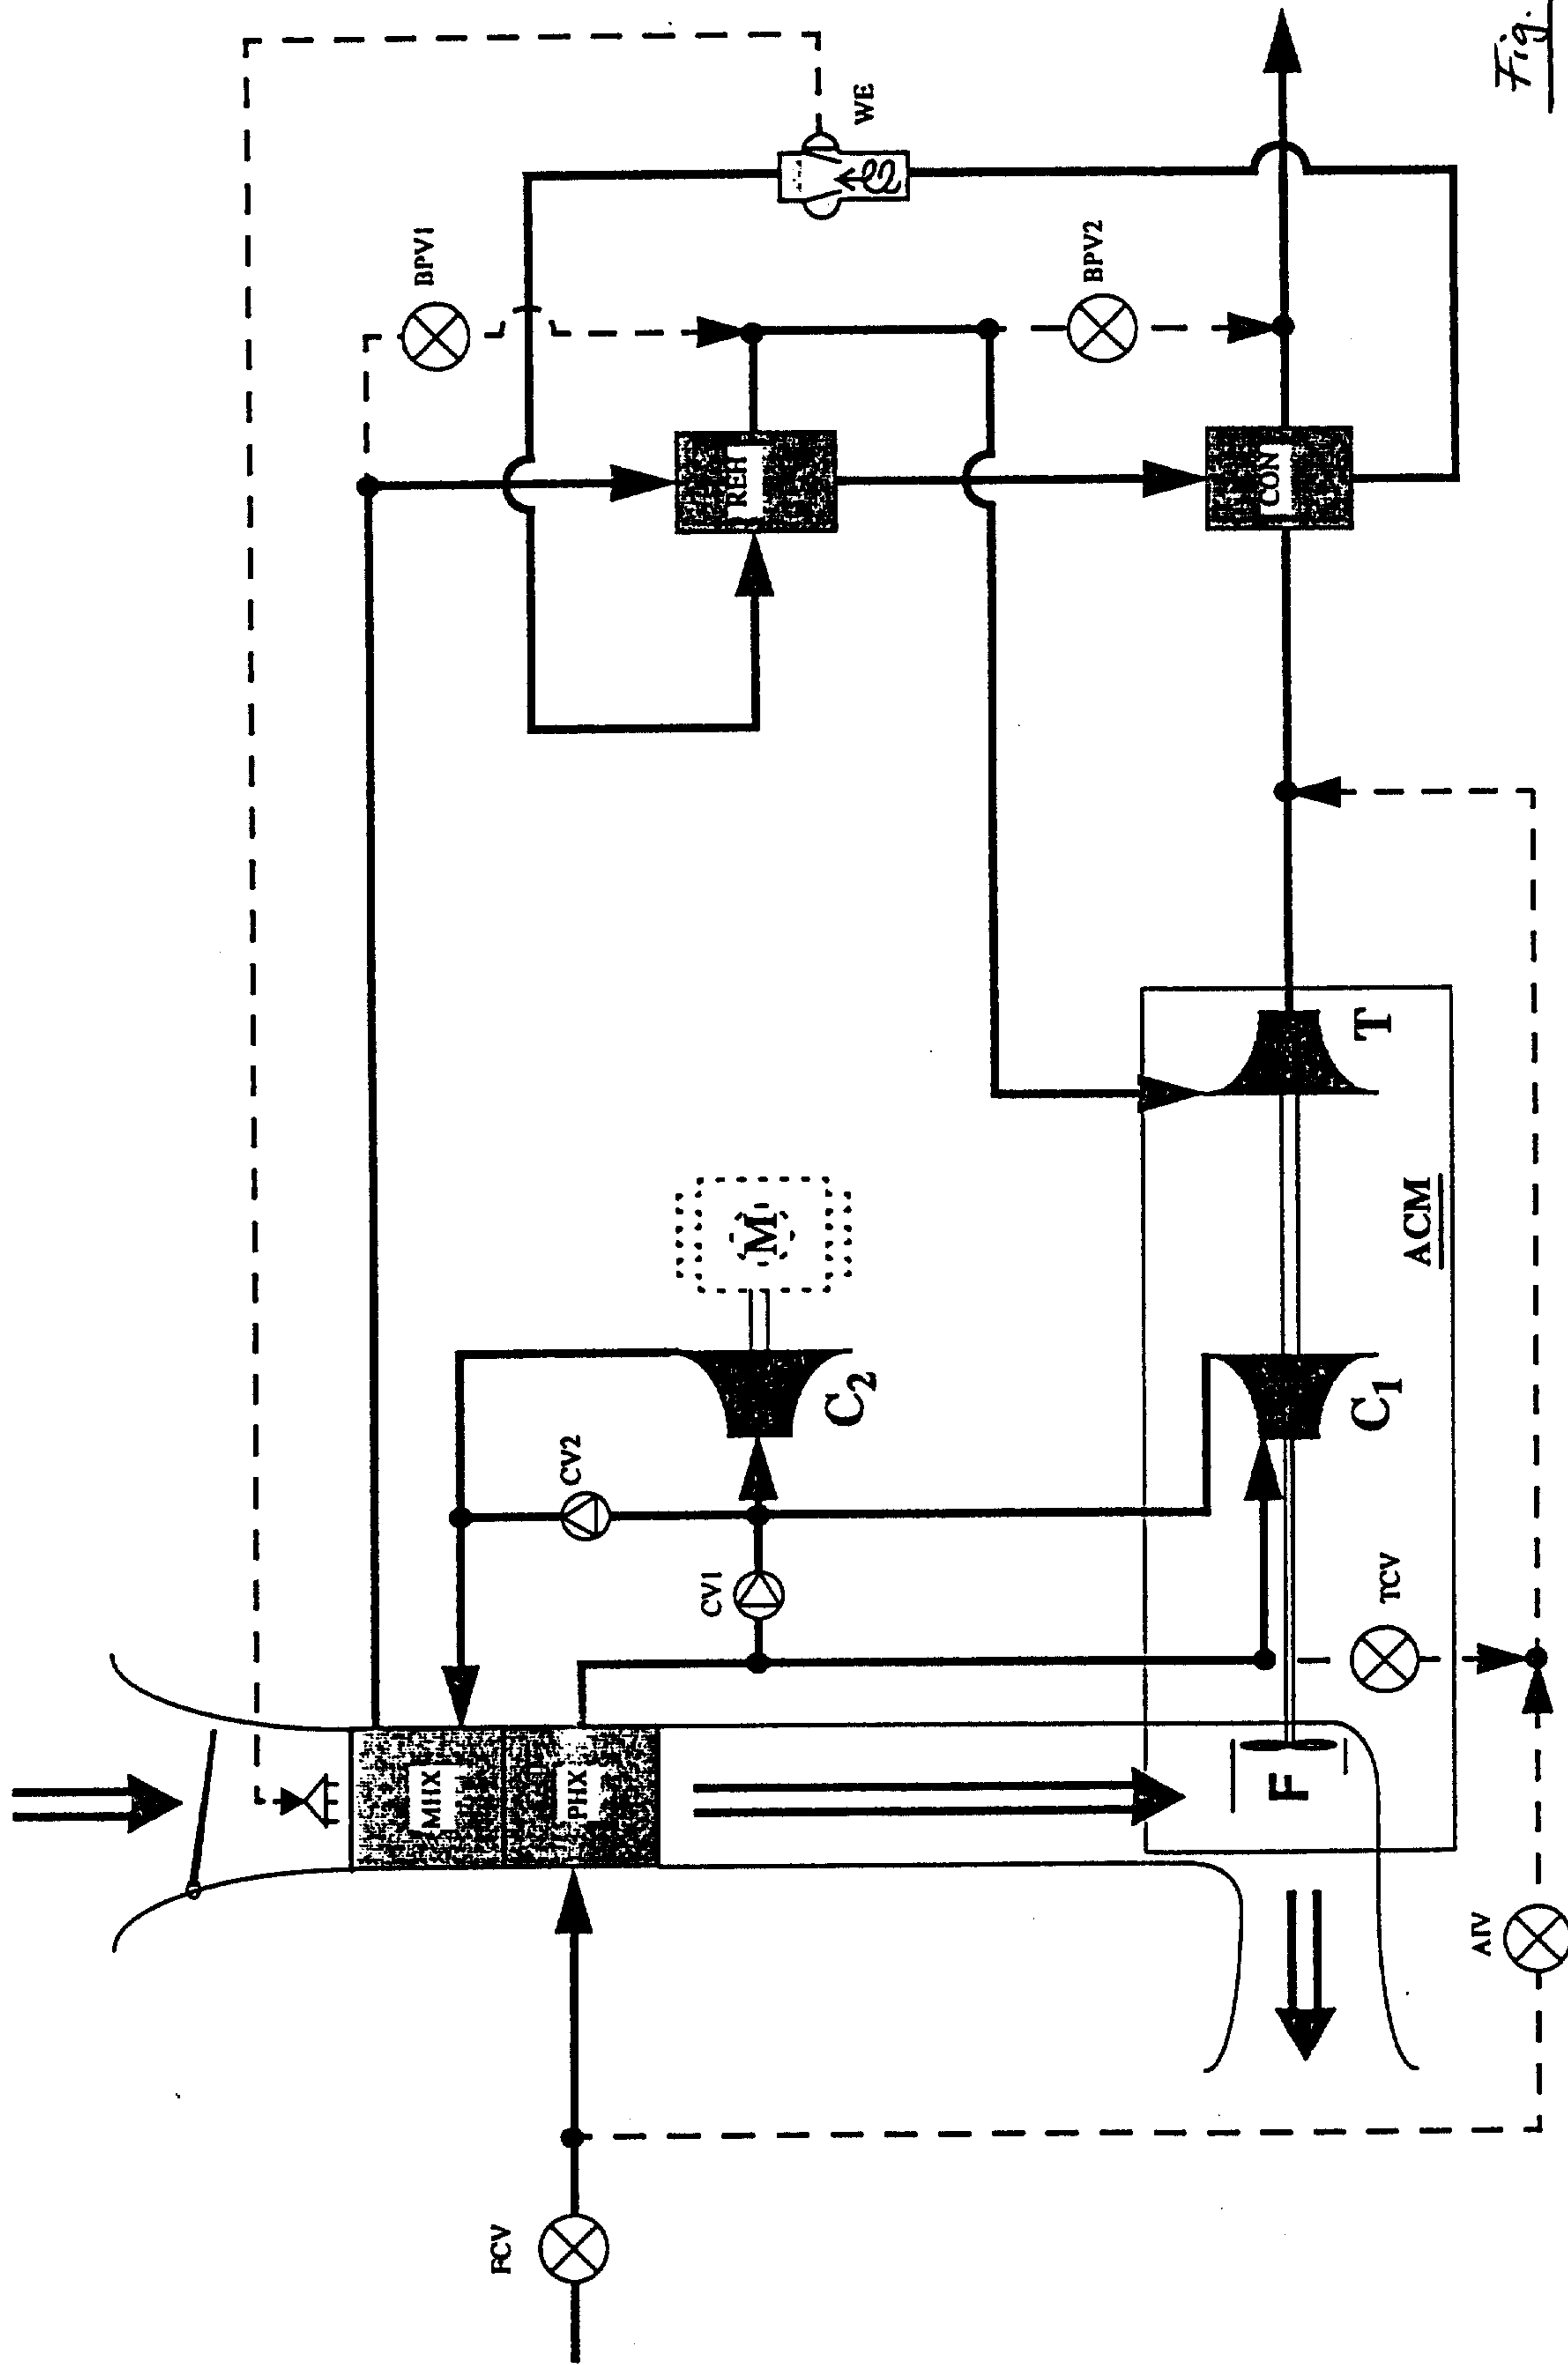 Fig.
WE
BPV1
BPV2
REH
CON
T
M
ACM
C2
C1
CV2
CV1
TCV
MHX
PHX
F
AIV
FCV